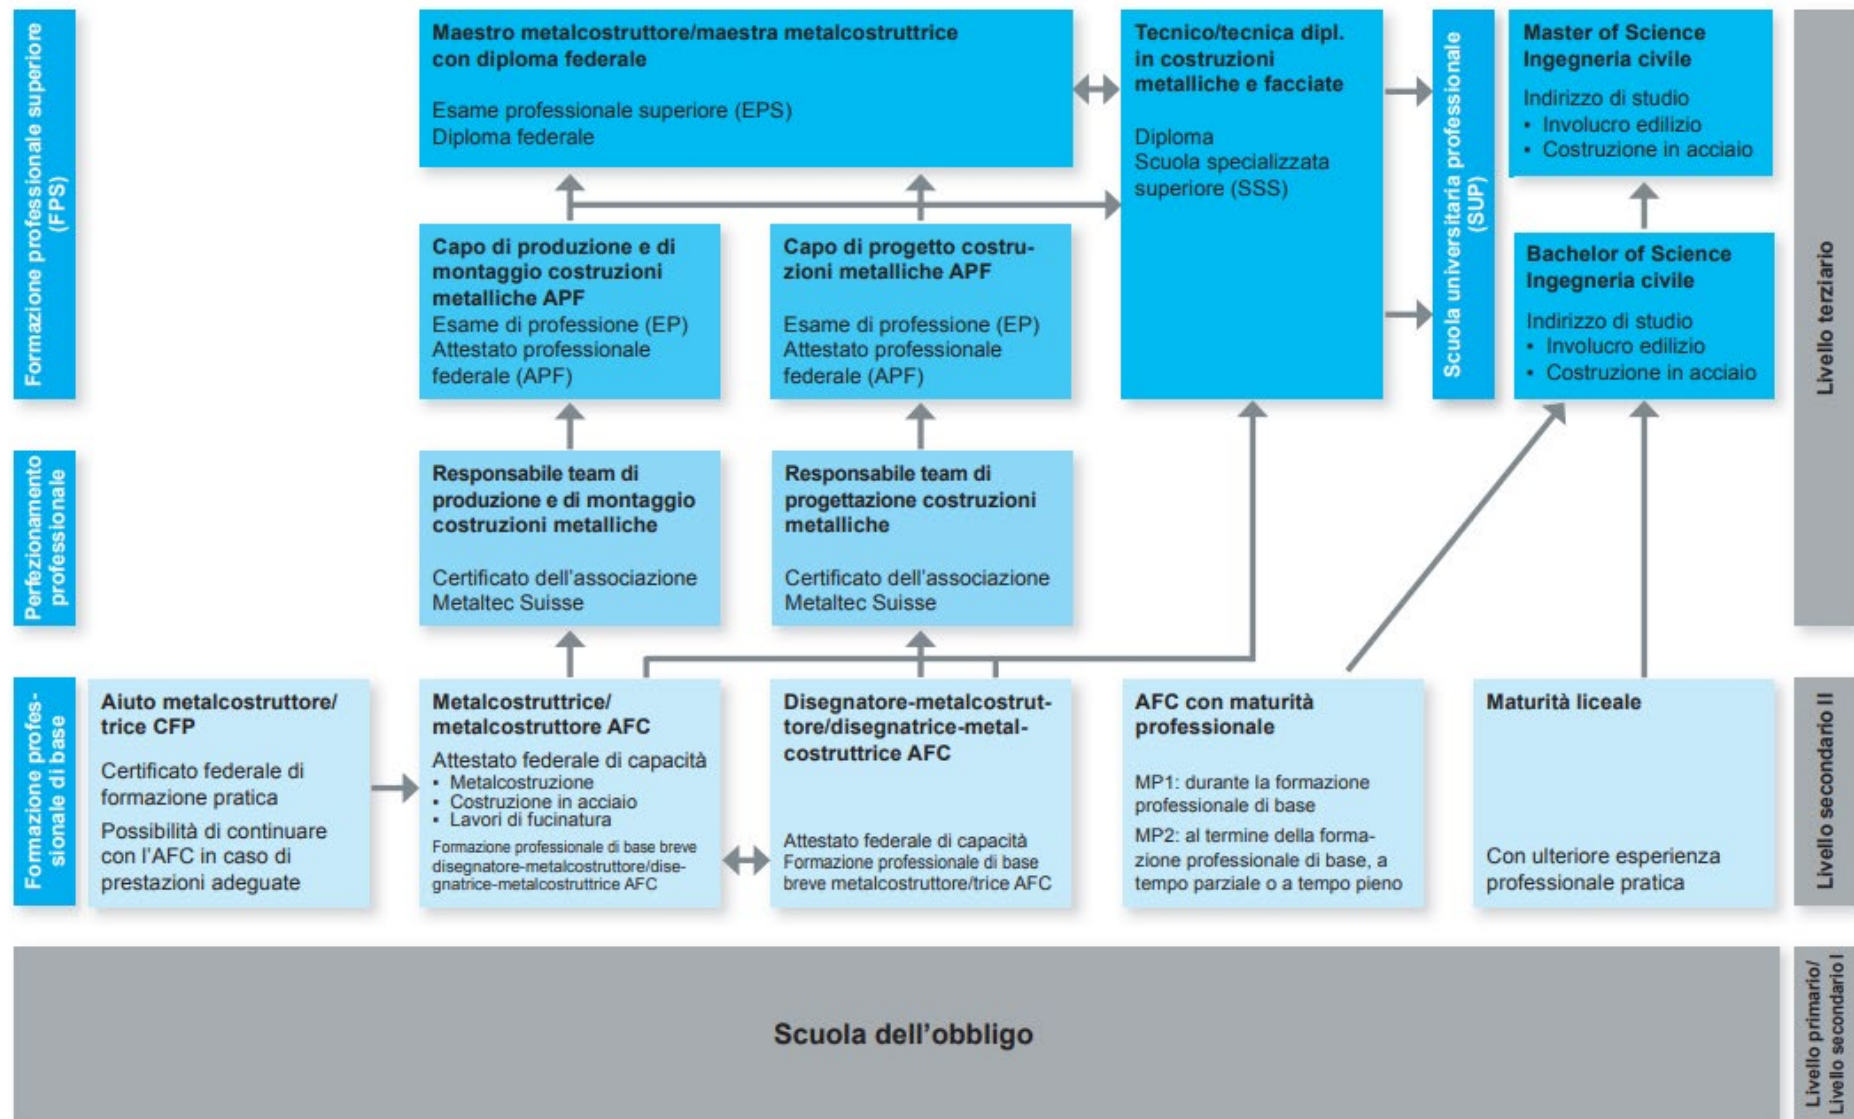 Formazione professionale superiore
(FPS)
Maestro metalcostruttore/maestra metalcostruttrice
con diploma federale
Esame professionale superiore (EPS)
Diploma federale
Tecnico/tecnica dipl.
in costruzioni
metalliche e facciate
Diploma
Scuola specializzata
superiore (SSS)
Scuola universitaria professionale
(SUP)
Master of Science
Ingegneria civile
Indirizzo di studio
• Involucro edilizio
• Costruzione in acciaio
Livello terziario
Capo di produzione e di
montaggio costruzioni
metalliche APF
Esame di professione (EP)
Attestato professionale
federale (APF)
Capo di progetto costru-
zioni metalliche APF
Esame di professione (EP)
Attestato professionale
federale (APF)
Bachelor of Science
Ingegneria civile
Indirizzo di studio
• Involucro edilizio
• Costruzione in acciaio
Perfezionamento
professionale
Responsabile team di
produzione e di montaggio
costruzioni metalliche
Certificato dell'associazione
Metaltec Suisse
Responsabile team di
progettazione costruzioni
metalliche
Certificato dell'associazione
Metaltec Suisse
Formazione profes-
sionale di base
Aiuto metalcostruttore/
trice CFP
Certificato federale di
formazione pratica
Possibilità di continuare
con l'AFC in caso di
prestazioni adeguate
Metalcostruttrice/
metalcostruttore AFC
Attestato federale di capacità
• Metalcostruzione
• Costruzione in acciaio
• Lavori di fucinatura
Formazione professionale di base breve
disegnatore-metalcostruttore/dise-
gnatrice-metalcostruttrice AFC
Disegnatore-metalcostrut-
tore/disegnatrice-metal-
costruttrice AFC
Attestato federale di capacità
Formazione professionale di base
breve metalcostruttore/trice AFC
AFC con maturità
professionale
MP1: durante la formazione
professionale di base
MP2: al termine della forma-
zione professionale di base, a
tempo parziale o a tempo pieno
Maturità liceale
Con ulteriore esperienza
professionale pratica
Livello secondario II
Scuola dell'obbligo
Livello primario/
Livello secondario I